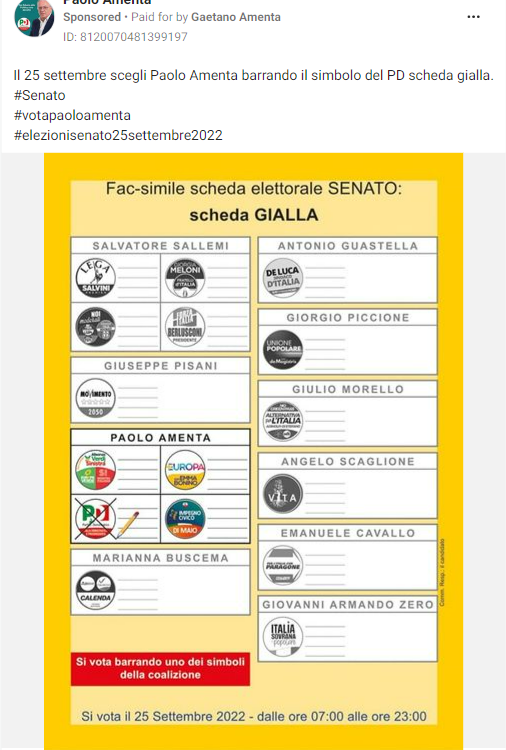 Paolo Amenta
Sponsored • Paid for by Gaetano Amenta
ID: 8120070481399197
Il 25 settembre scegli Paolo Amenta barrando il simbolo del PD scheda gialla.
#Senato
#votapaoloamenta
#elezionisenato25settembre2022
Fac-simile scheda elettorale SENATO:
scheda GIALLA
SALVATORE SALLEMI
LEGA
SALVINI
GIORGIA
MELONI
FRATELLI
d'ITALIA
NOI
moderati
FORZA
ITALIA
BERLUSCONI
PRESIDENTE
GIUSEPPE PISANI
MOVIMENTO
2050
PAOLO AMENTA
Alleanza
Verdi
Sinistra
SI
EUROPA
EMMA
BONINO
PD
IMPEGNO
CIVICO
DI MAIO
MARIANNA BUSCEMA
CALENDA
ANTONIO GUASTELLA
DE LUCA
SINDACO
D'ITALIA
GIORGIO PICCIONE
UNIONE
POPOLARE
de Magistris
GIULIO MORELLO
ALTERNATIVA
PER L'ITALIA
ANGELO SCAGLIONE
VITA
EMANUELE CAVALLO
PARAGONE
GIOVANNI ARMANDO ZERO
ITALIA
SOVRANA
popolare
Comm. Resp.: il candidato
Si vota barrando uno dei simboli
della coalizione
Si vota il 25 Settembre 2022 - dalle ore 07:00 alle ore 23:00